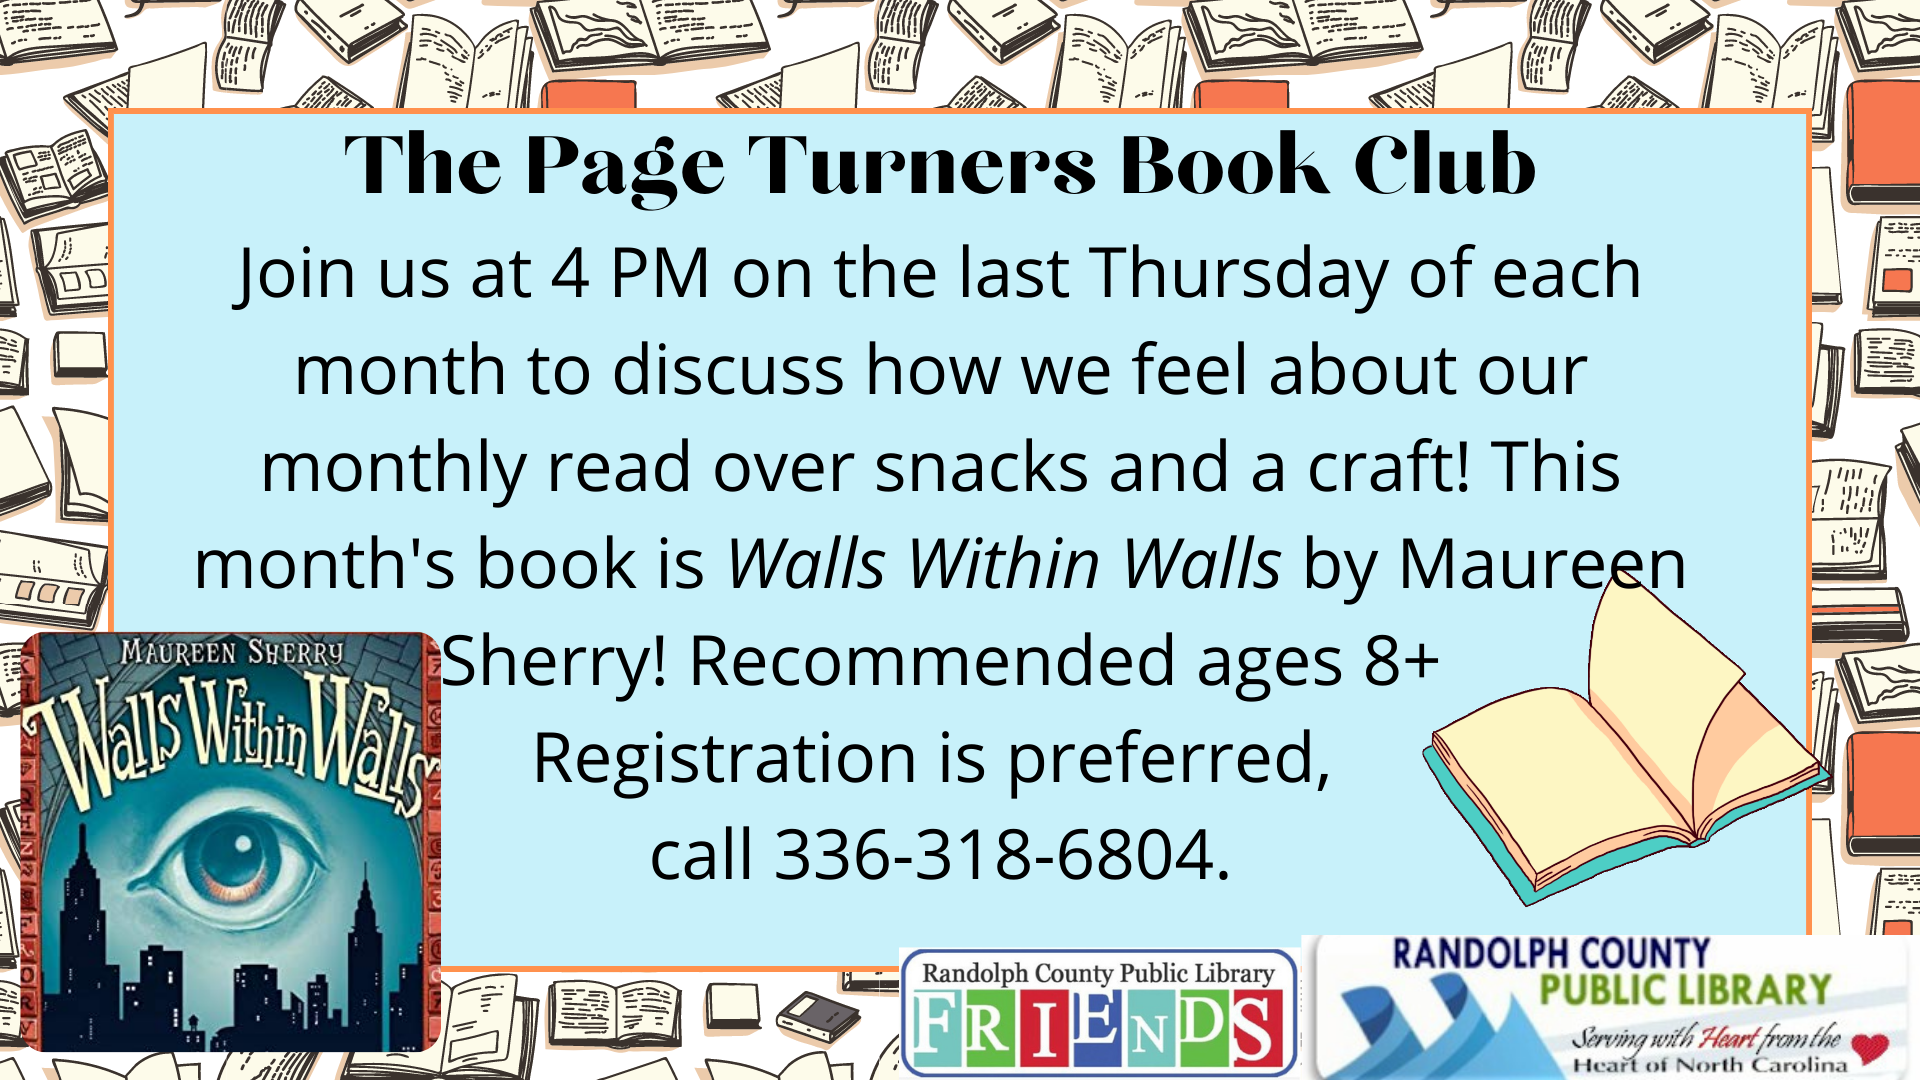 The Page Turners Book Club
Join us at 4 PM on the last Thursday of each
month to discuss how we feel about our
monthly read over snacks and a craft! This
month's book is Walls Within Walls by Maureen
Sherry! Recommended ages 8+
Registration is preferred,
call 336-318-6804.
MAUREEN SHERRY
Walls Within Walls
Randolph County Public Library
FRIENDS
RANDOLPH COUNTY
PUBLIC LIBRARY
Serving with Heart from the
Heart of North Carolina